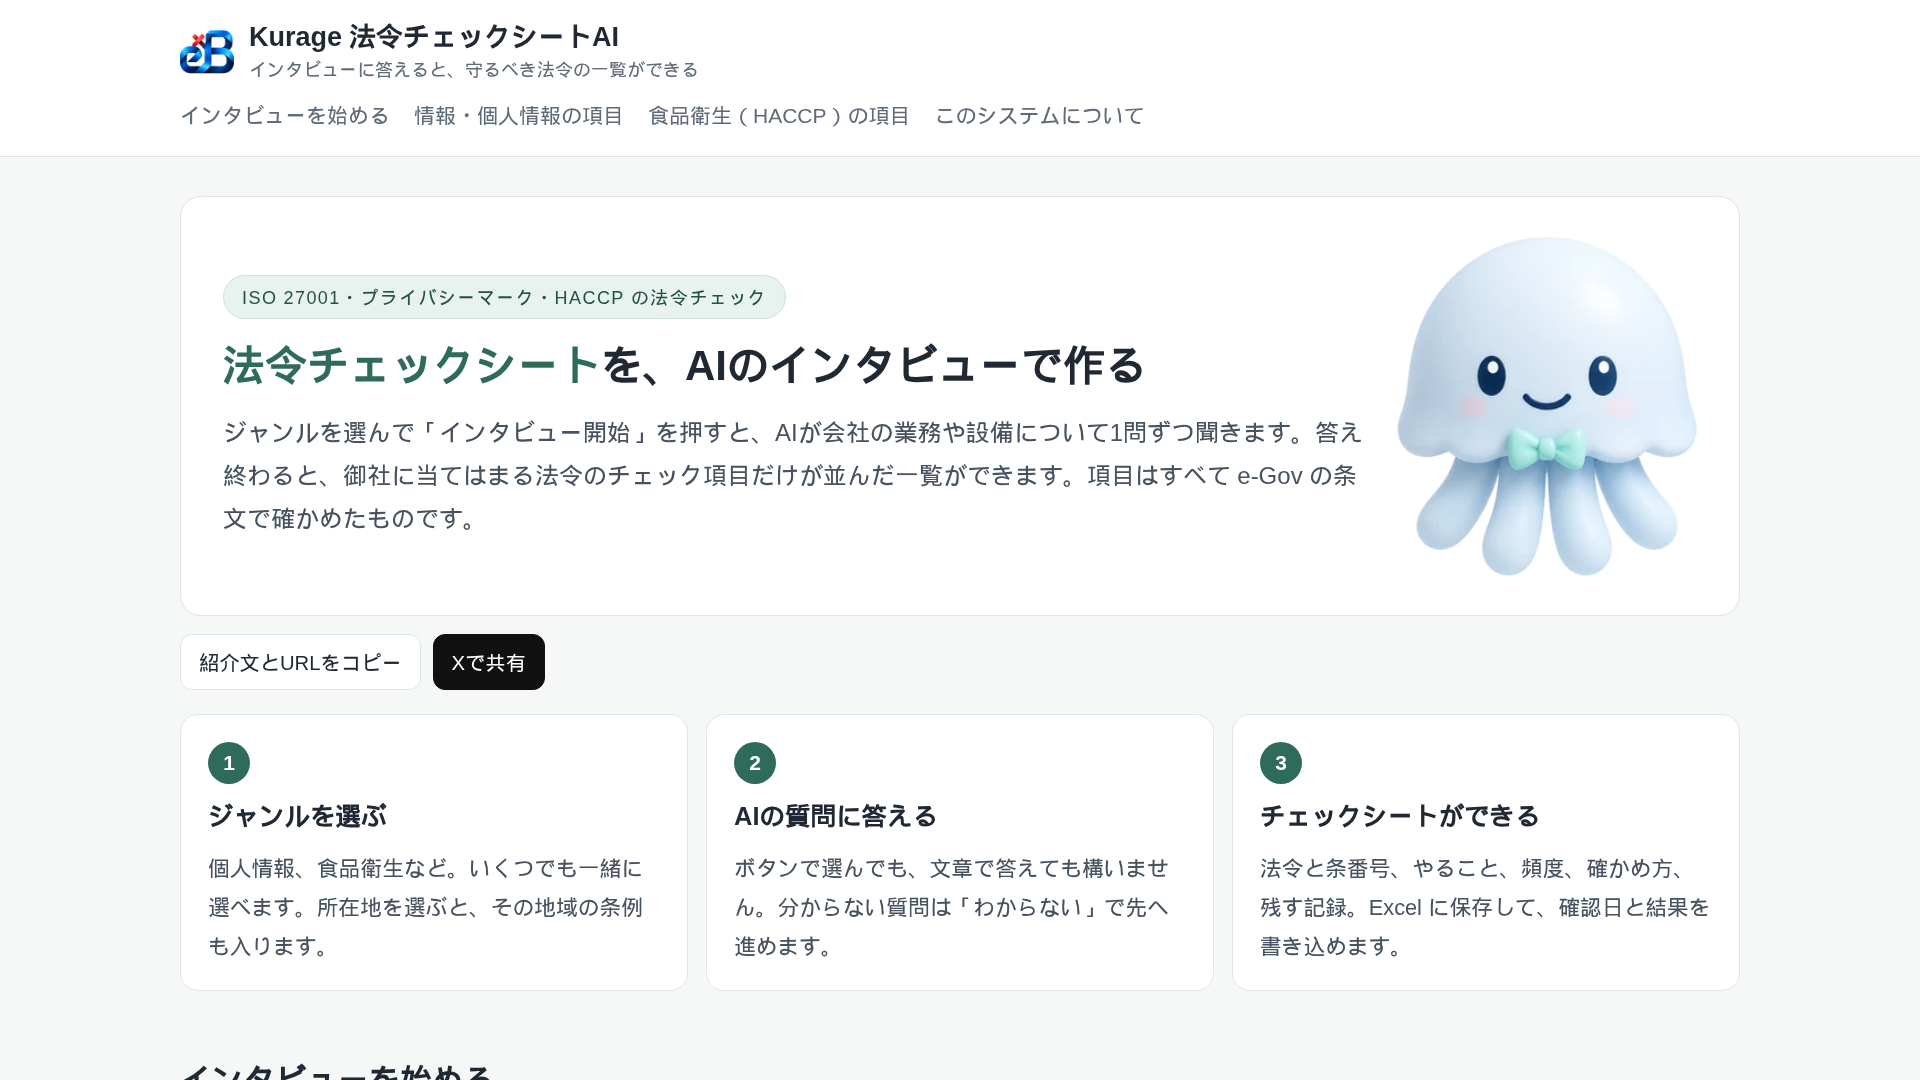 Kurage 法令チェックシートAI
インタビューに答えると、守るべき法令の一覧ができる
インタビューを始める 情報・個人情報の項目 食品衛生（HACCP）の項目 このシステムについて
ISO 27001・プライバシーマーク・HACCP の法令チェック
法令チェックシートを、AIのインタビューで作る
ジャンルを選んで「インタビュー開始」を押すと、AIが会社の業務や設備について1問ずつ聞きます。答え
終わると、御社に当てはまる法令のチェック項目だけが並んだ一覧ができます。項目はすべて e-Gov の条
文で確かめたものです。
紹介文とURLをコピー Xで共有
1
ジャンルを選ぶ
個人情報、食品衛生など。いくつでも一緒に
選べます。所在地を選ぶと、その地域の条例
も入ります。
2
AIの質問に答える
ボタンで選んでも、文章で答えても構いませ
ん。分からない質問は「わからない」で先へ
進めます。
3
チェックシートができる
法令と条番号、やること、頻度、確かめ方、
残す記録。Excel に保存して、確認日と結果を
書き込めます。
インタビューを始める